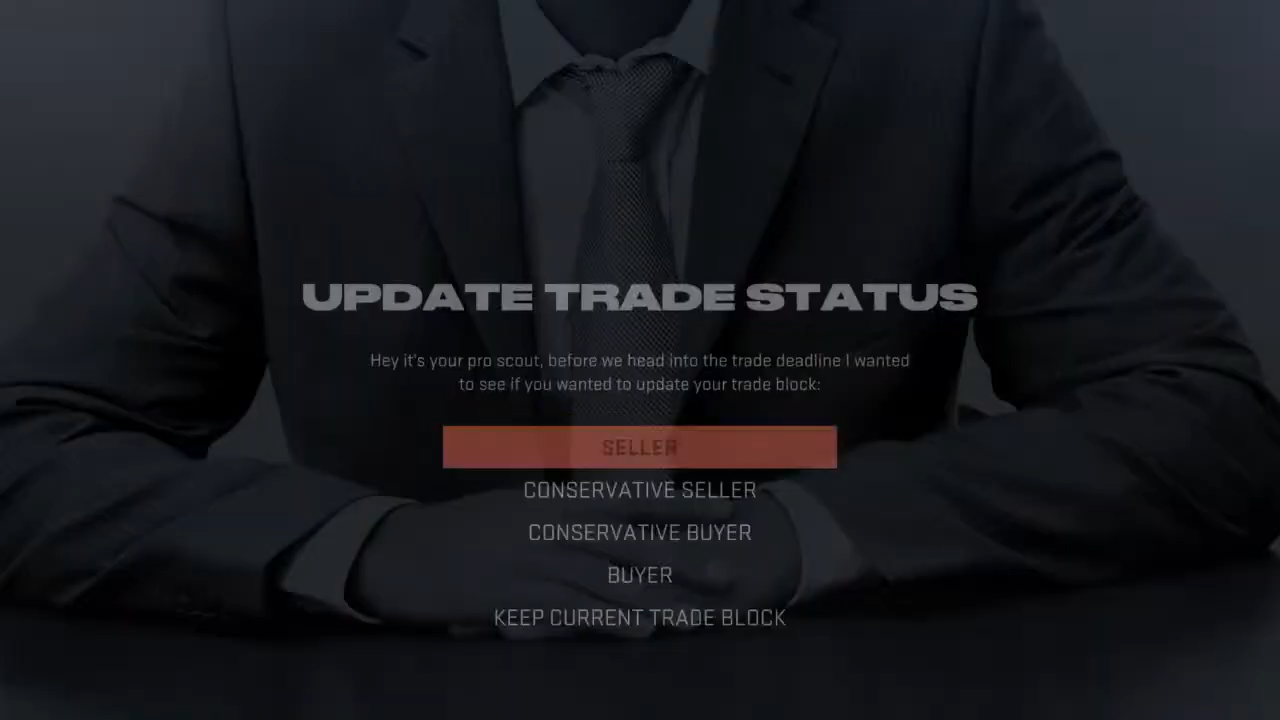 UPDATE TRADE STATUS
Hey it's your pro scout, before we head into the trade deadline I wanted
to see if you wanted to update your trade block:
SELLER
CONSERVATIVE SELLER
CONSERVATIVE BUYER
BUYER
KEEP CURRENT TRADE BLOCK